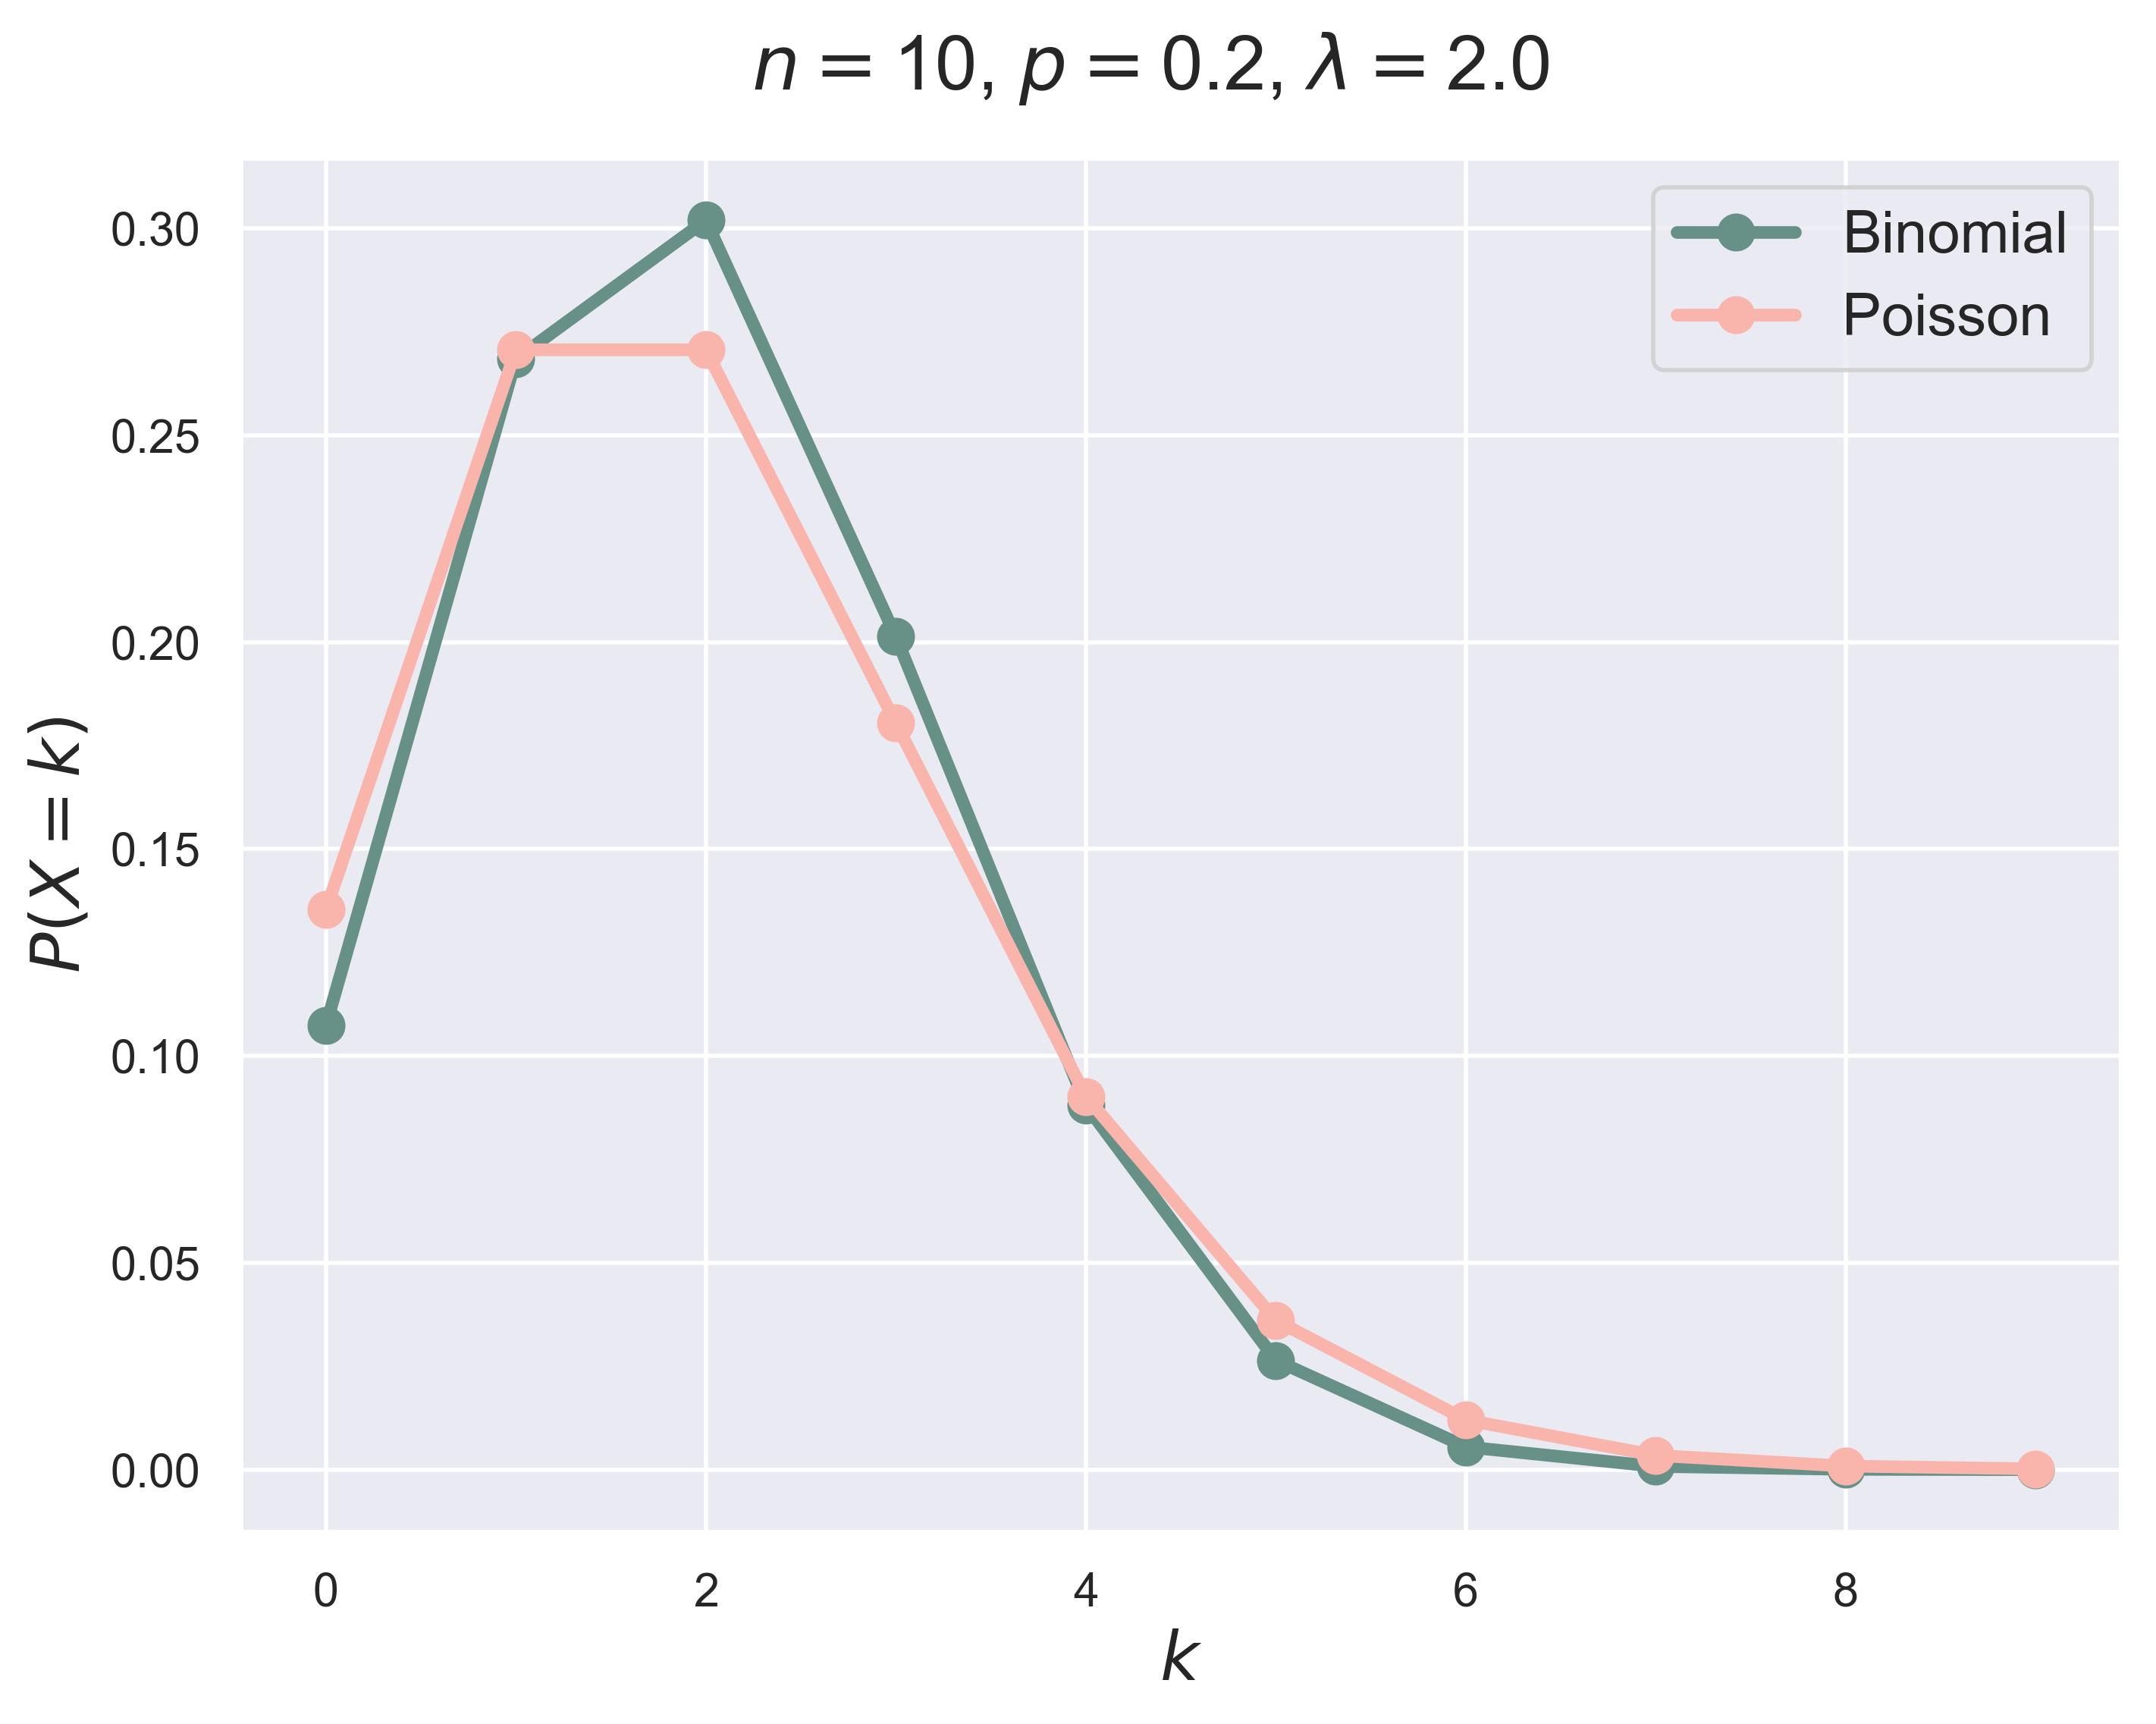 n = 10, p = 0.2, λ = 2.0
Binomial
Poisson
P(X = k)
0.30
0.25
0.20
0.15
0.10
0.05
0.00
0 2 4 6 8
k